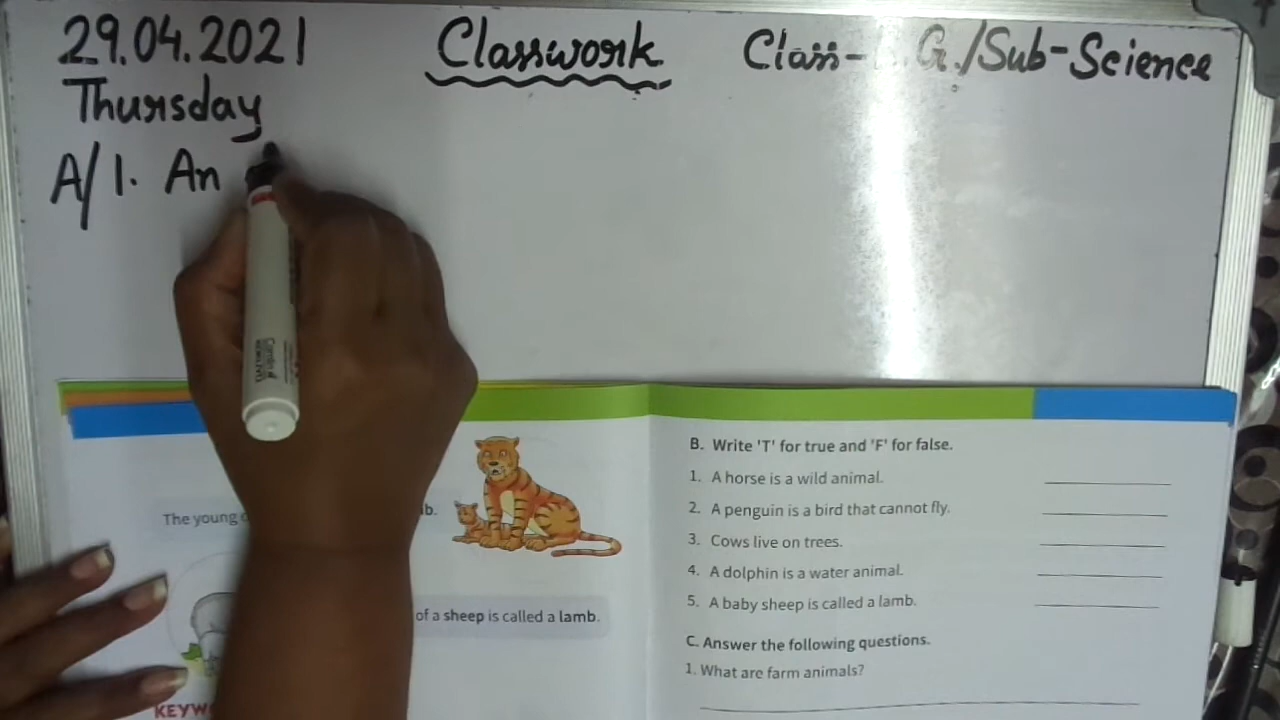 29.04.2021 Classwork Class- G./Sub-Science
Thursday
A/ 1. An
The young
b.
of a sheep is called a lamb.
KEYW
B. Write 'T' for true and 'F' for false.
1. A horse is a wild animal.
2. A penguin is a bird that cannot fly.
3. Cows live on trees.
4. A dolphin is a water animal.
5. A baby sheep is called a lamb.
C. Answer the following questions.
1. What are farm animals?